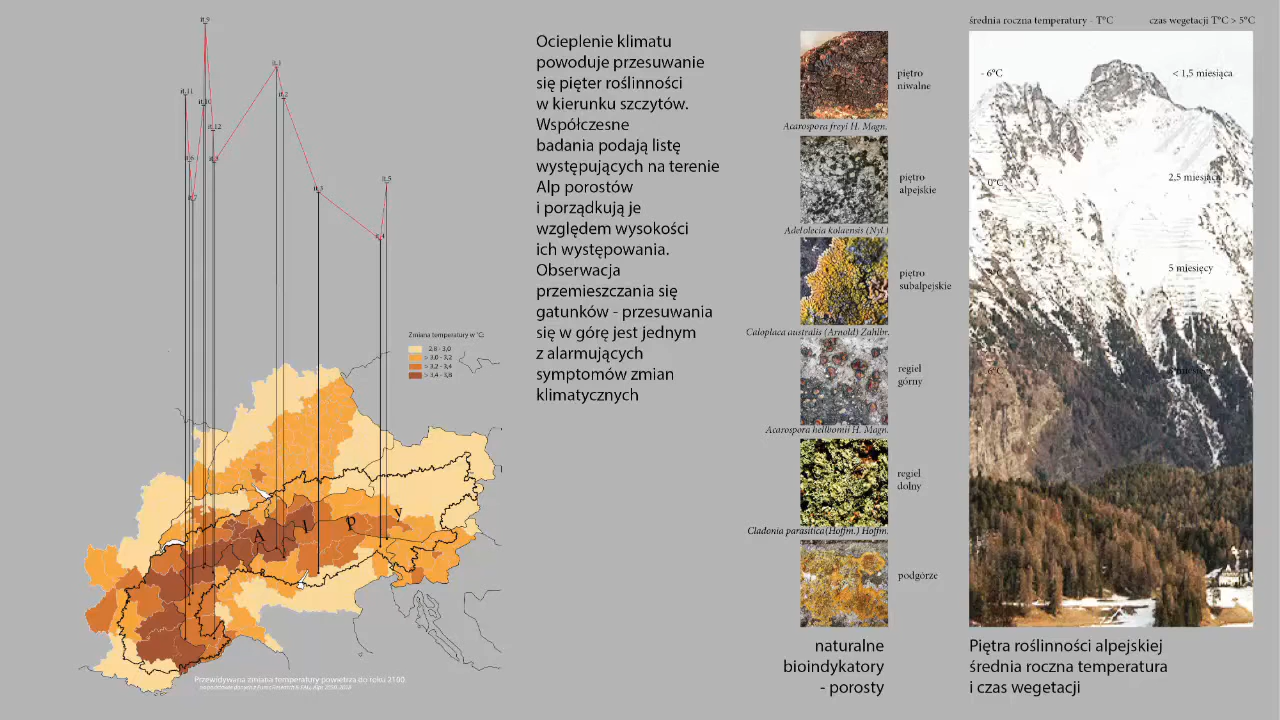 Zmiana temperatury w °C:
2,8 - 3,0
> 3,0 - 3,2
> 3,2 - 3,4
> 3,4 - 3,8
A l p y
Przewidywana zmiana temperatury powietrza do roku 2100.
Ocieplenie klimatu
powoduje przesuwanie
się pięter roślinności
w kierunku szczytów.
Współczesne
badania podają listę
występujących na terenie
Alp porostów
i porządkują je
względem wysokości
ich występowania.
Obserwacja
przemieszczania się
gatunków - przesuwania
się w górę jest jednym
z alarmujących
symptomów zmian
klimatycznych
piętro
niwalne
Acarospora freyi H. Magn.
piętro
alpejskie
Adelolecia kolaensis (Nyl.)
piętro
subalpejskie
Caloplaca australis (Arnold) Zahlbr.
regiel
górny
Acarospora hellbomii H. Magn.
regiel
dolny
Cladonia parasitica(Hoffm.) Hoffm.
podgórze
naturalne
bioindykatory
- porosty
średnia roczna temperatury - T°C
czas wegetacji T°C > 5°C
- 6°C
< 1,5 miesiąca
0°C
2,5 miesiąca
5 miesięcy
6°C
miesięcy
Piętra roślinności alpejskiej
średnia roczna temperatura
i czas wegetacji